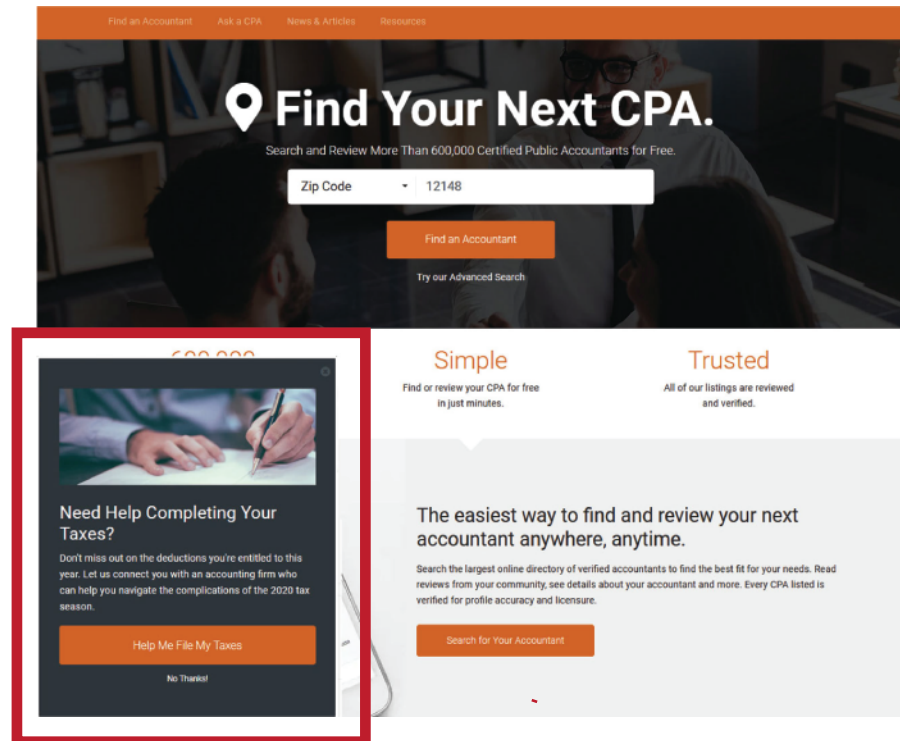 Find an Accountant Ask a CPA News & Articles Resources
Find Your Next CPA.
Search and Review More Than 600,000 Certified Public Accountants for Free.
Zip Code 12148
Find an Accountant
Try our Advanced Search
600,000
Simple
Find or review your CPA for free
in just minutes.
Trusted
All of our listings are reviewed
and verified.
Need Help Completing Your
Taxes?
Don't miss out on the deductions you're entitled to this
year. Let us connect you with an accounting firm who
can help you navigate the complications of the 2020 tax
season.
Help Me File My Taxes
No Thanks!
The easiest way to find and review your next
accountant anywhere, anytime.
Search the largest online directory of verified accountants to find the best fit for your needs. Read
reviews from your community, see details about your accountant and more. Every CPA listed is
verified for profile accuracy and licensure.
Search for Your Accountant